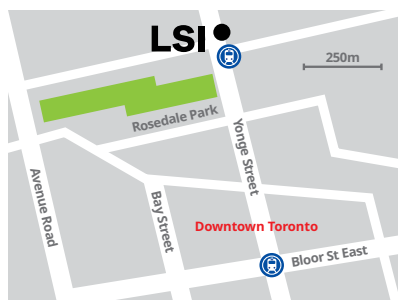 LSI
250m
Rosedale Park
Yonge Street
Avenue Road
Bay Street
Downtown Toronto
Bloor St East